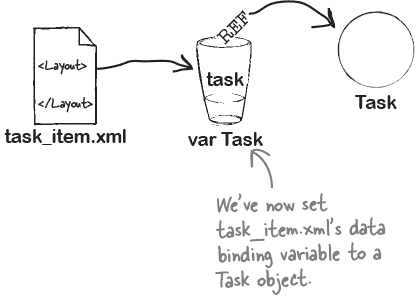 <Layout>
</Layout>
task_item.xml
REF
task
var Task
Task
We've now set
task_item.xml's data
binding variable to a
Task object.